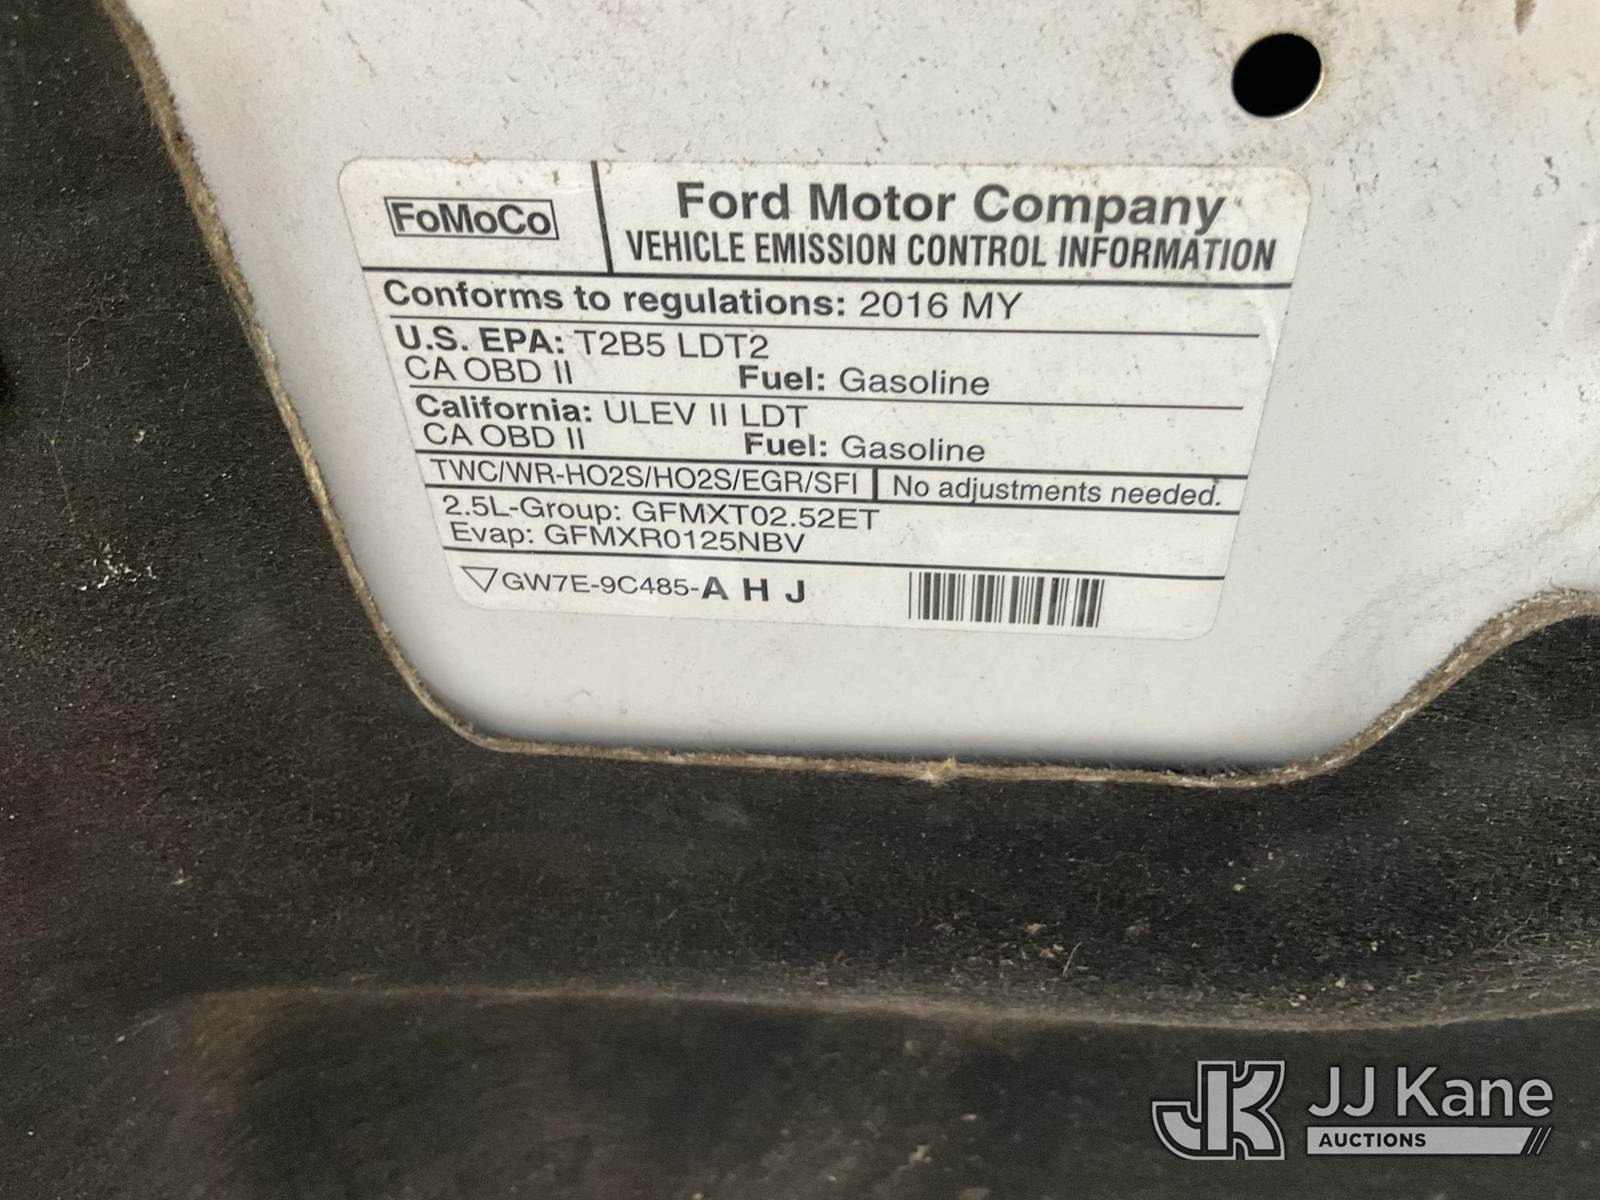 FoMoCo
Ford Motor Company
VEHICLE EMISSION CONTROL INFORMATION
Conforms to regulations: 2016 MY
U.S. EPA: T2B5 LDT2
CA OBD II Fuel: Gasoline
California: ULEV II LDT
CA OBD II Fuel: Gasoline
TWC/WR-HO2S/HO2S/EGR/SFI No adjustments needed.
2.5L-Group: GFMXT02.52ET
Evap: GFMXR0125NBV
GW7E-9C485-A H J
JK JJ Kane
AUCTIONS